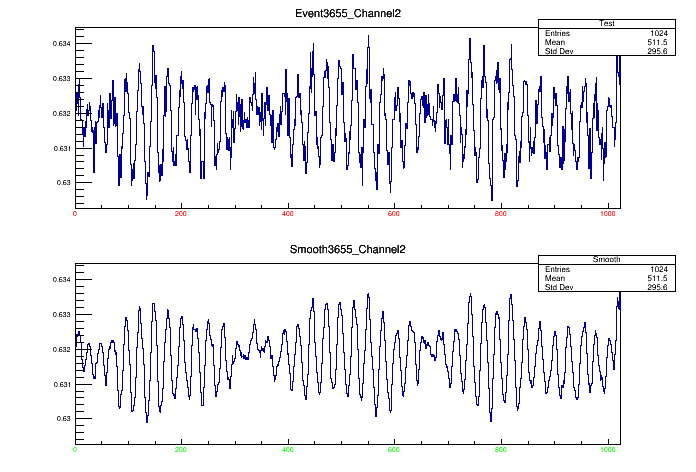 Event3655_Channel2
Test
Entries 1024
Mean 511.5
Std Dev 295.6
0.634
0.633
0.632
0.631
0.63
0 200 400 600 800 1000
Smooth3655_Channel2
Smooth
Entries 1024
Mean 511.5
Std Dev 295.6
0.634
0.633
0.632
0.631
0.63
0 200 400 600 800 1000